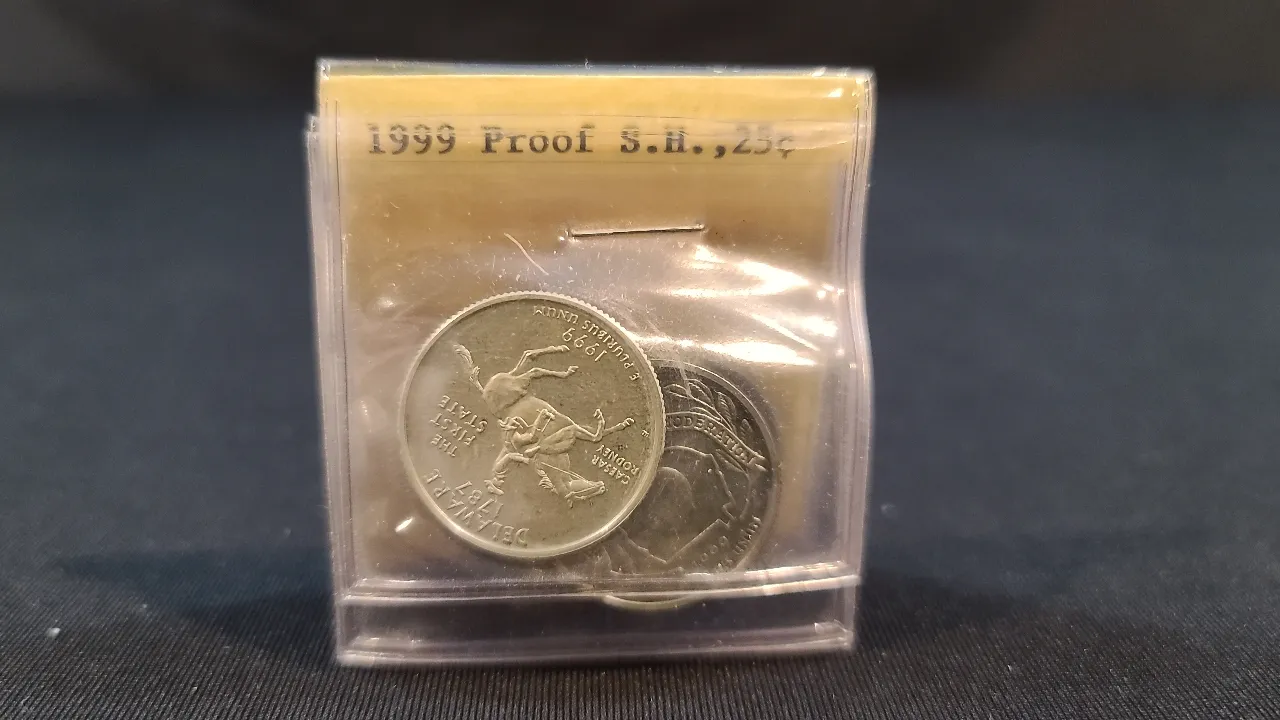 1999 Proof S.H.,25¢
DELAWARE
1787
THE
FIRST
STATE
CAESAR
RODNEY
1999
E PLURIBUS UNUM